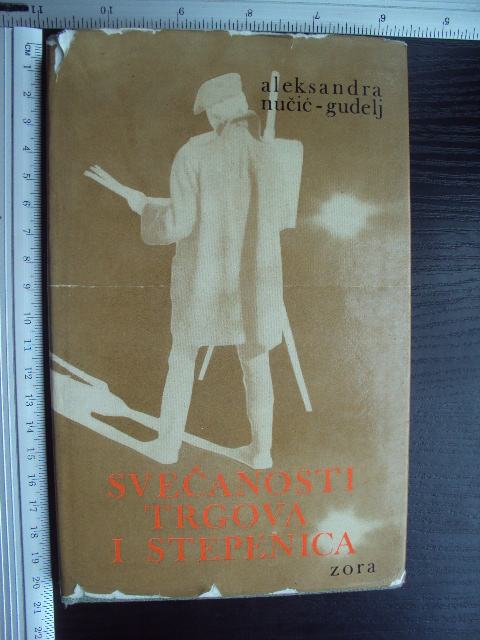 aleksandra
nučić-gudelj
SVEČANOSTI
TRGOVA
I STEPENICA
zora